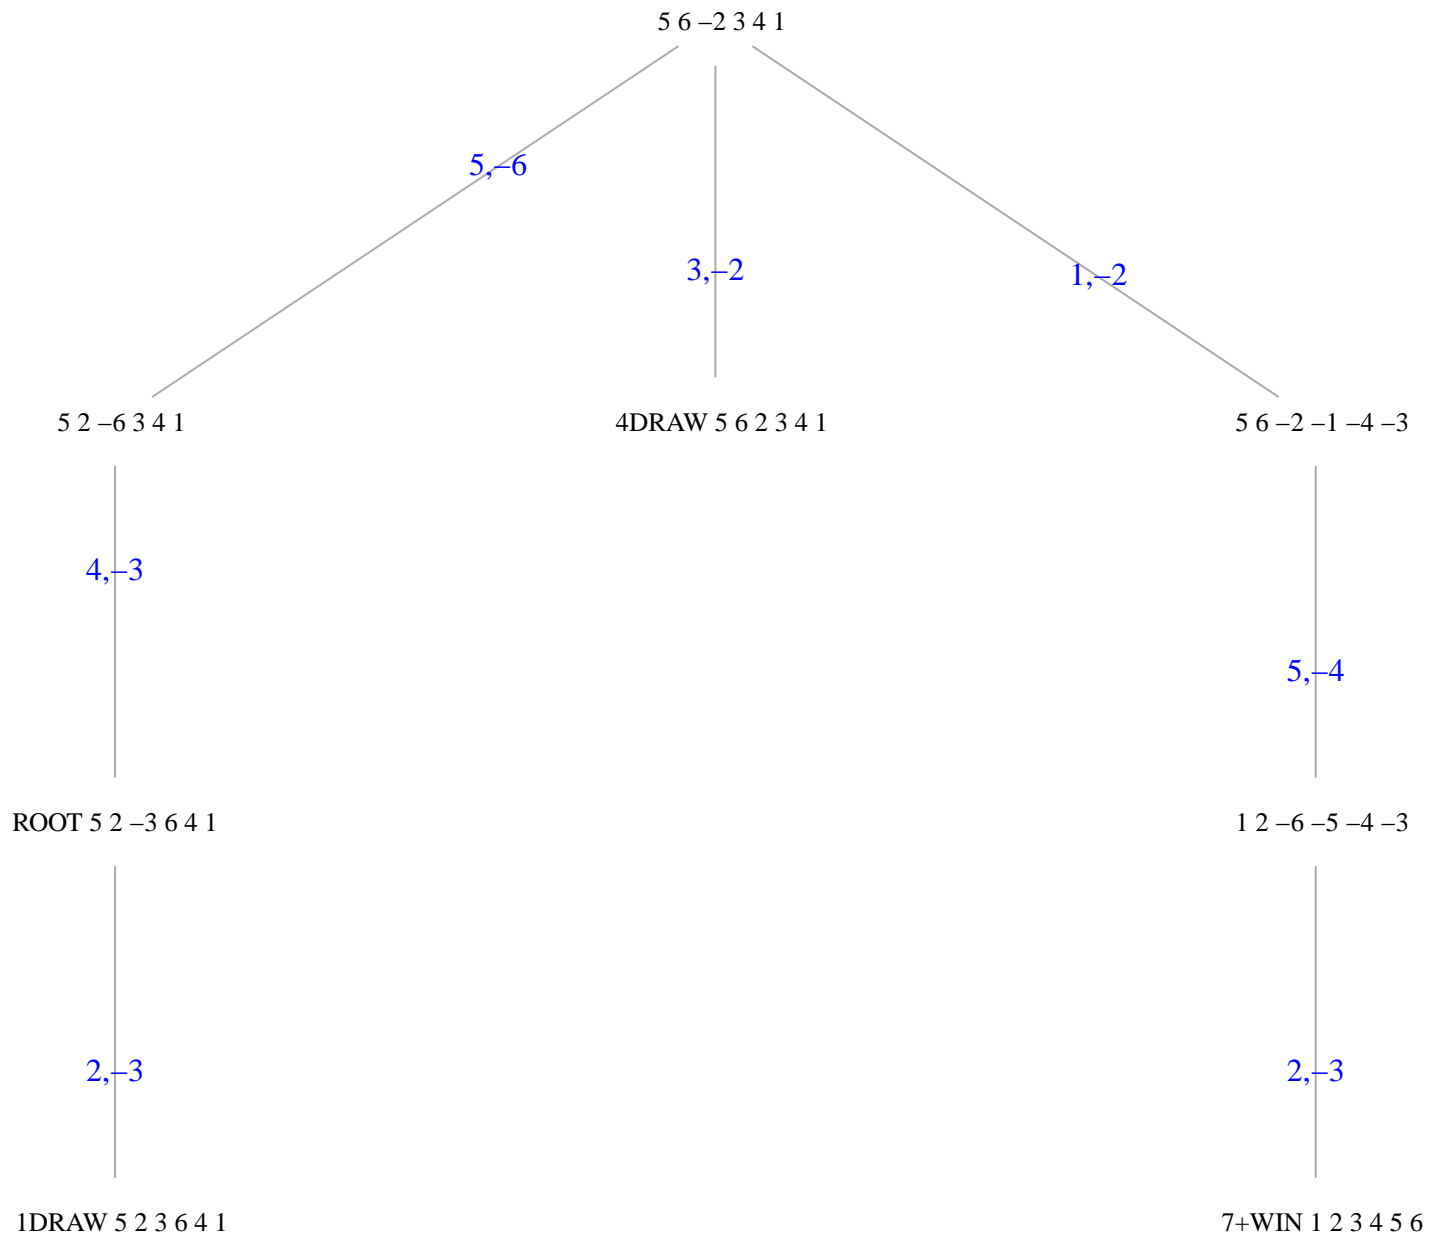 5 6 –2 3 4 1
5,–6
3,–2
1,–2
5 2 –6 3 4 1
4DRAW 5 6 2 3 4 1
5 6 –2 –1 –4 –3
4,–3
5,–4
ROOT 5 2 –3 6 4 1
1 2 –6 –5 –4 –3
2,–3
2,–3
1DRAW 5 2 3 6 4 1
7+WIN 1 2 3 4 5 6